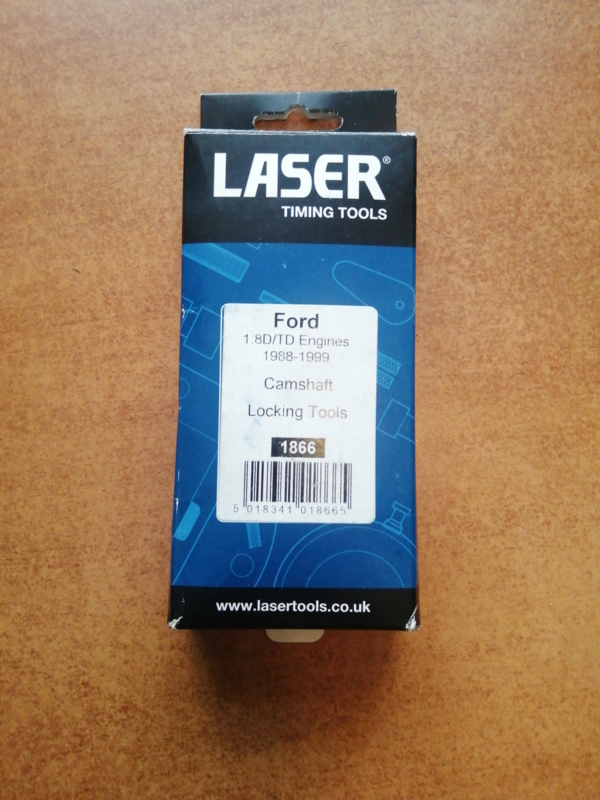 LASER®
TIMING TOOLS
Ford
1.8D/TD Engines
1988-1999
Camshaft
Locking Tools
1866
5 018341 018665
www.lasertools.co.uk